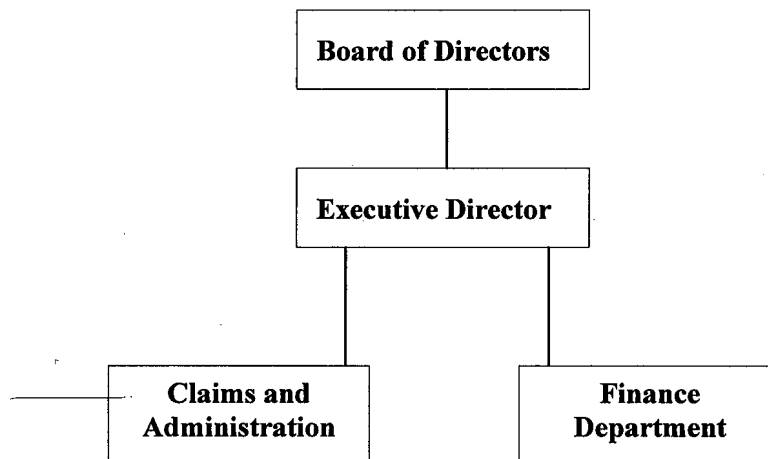 Board of Directors
Executive Director
Claims and
Administration
Finance
Department